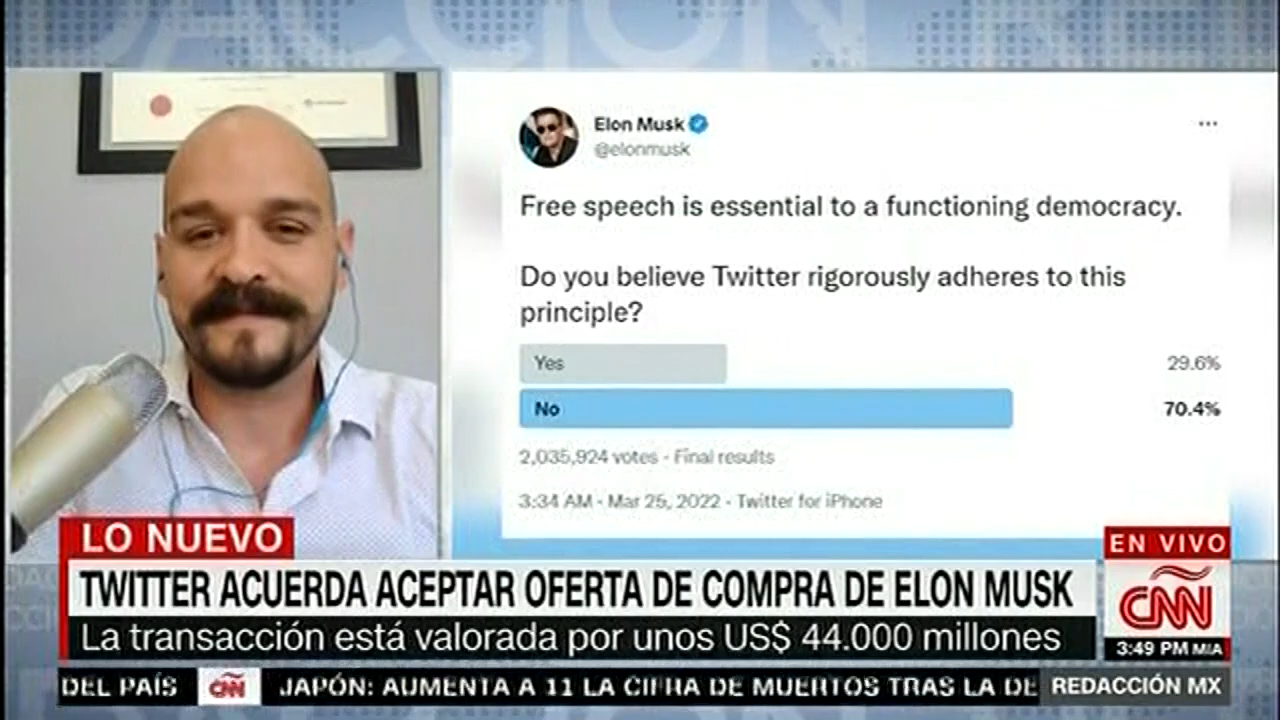 Elon Musk
@elonmusk
Free speech is essential to a functioning democracy.
Do you believe Twitter rigorously adheres to this
principle?
Yes 29.6%
No 70.4%
2,035,924 votes · Final results
3:34 AM · Mar 25, 2022 · Twitter for iPhone
LO NUEVO
EN VIVO
TWITTER ACUERDA ACEPTAR OFERTA DE COMPRA DE ELON MUSK
La transacción está valorada por unos US$ 44.000 millones
CÑN
3:49 PM MIA
DEL PAÍS CÑN JAPÓN: AUMENTA A 11 LA CIFRA DE MUERTOS TRAS LA DE
REDACCIÓN MX